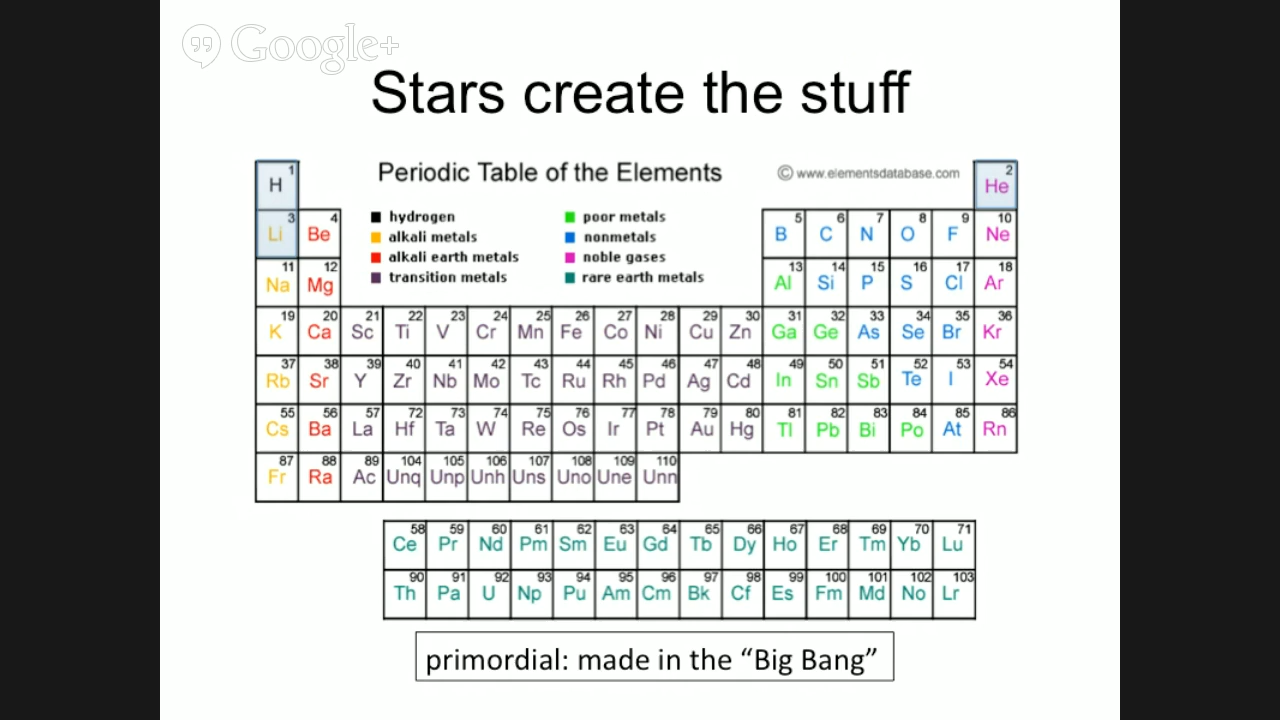 Google+
Stars create the stuff
Periodic Table of the Elements
© www.elementsdatabase.com
hydrogen poor metals
alkali metals nonmetals
alkali earth metals noble gases
transition metals rare earth metals
1 2
H He
3 4 5 6 7 8 9 10
Li Be B C N O F Ne
11 12 13 14 15 16 17 18
Na Mg Al Si P S Cl Ar
19 20 21 22 23 24 25 26 27 28 29 30 31 32 33 34 35 36
K Ca Sc Ti V Cr Mn Fe Co Ni Cu Zn Ga Ge As Se Br Kr
37 38 39 40 41 42 43 44 45 46 47 48 49 50 51 52 53 54
Rb Sr Y Zr Nb Mo Tc Ru Rh Pd Ag Cd In Sn Sb Te I Xe
55 56 57 72 73 74 75 76 77 78 79 80 81 82 83 84 85 86
Cs Ba La Hf Ta W Re Os Ir Pt Au Hg Tl Pb Bi Po At Rn
87 88 89 104 105 106 107 108 109 110
Fr Ra Ac Unq Unp Unh Uns Uno Une Unn
58 59 60 61 62 63 64 65 66 67 68 69 70 71
Ce Pr Nd Pm Sm Eu Gd Tb Dy Ho Er Tm Yb Lu
90 91 92 93 94 95 96 97 98 99 100 101 102 103
Th Pa U Np Pu Am Cm Bk Cf Es Fm Md No Lr
primordial: made in the “Big Bang”